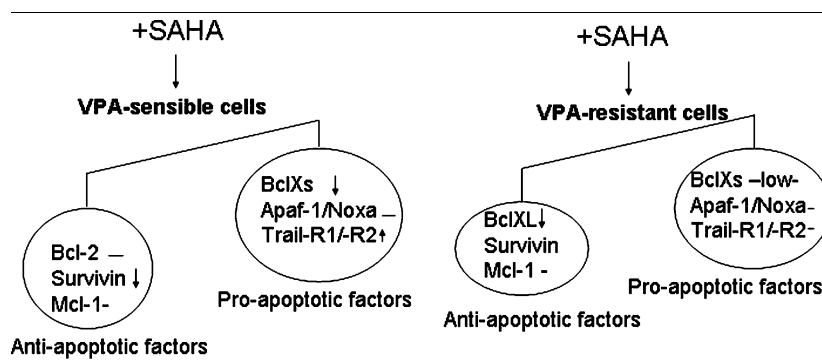 +SAHA
VPA-sensible cells
BclXs ↓
Apaf-1/Noxa –
Trail-R1/-R2↑
Pro-apoptotic factors
Bcl-2 –
Survivin ↓
Mcl-1-
Anti-apoptotic factors
+SAHA
VPA-resistant cells
BclXs –low-
Apaf-1/Noxa-
Trail-R1/-R2-
Pro-apoptotic factors
BclXL↓
Survivin
Mcl-1 -
Anti-apoptotic factors